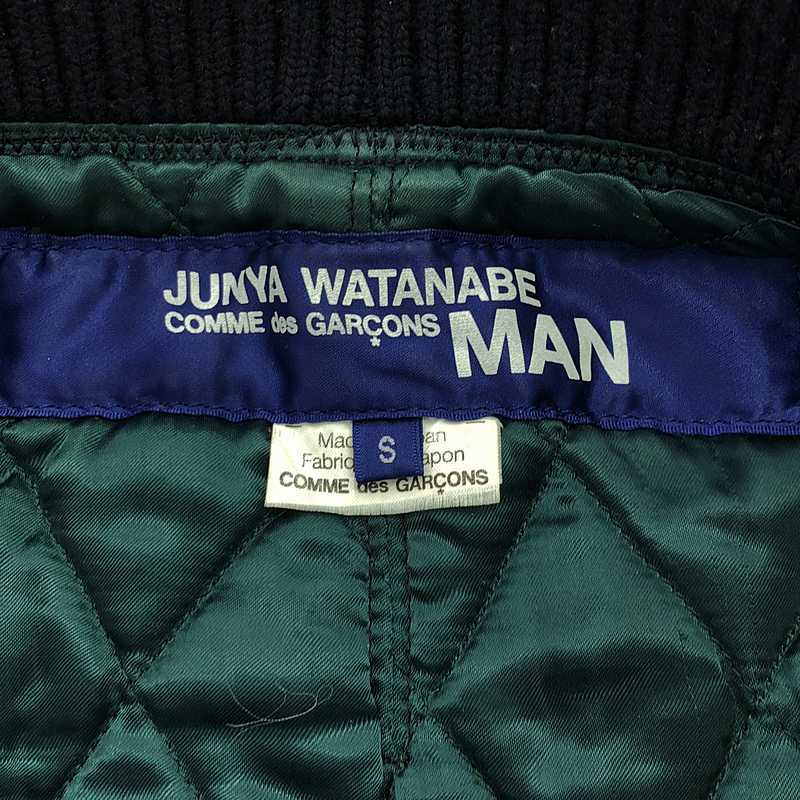 JUNYA WATANABE
COMME des GARÇONS MAN
S
COMME des GARÇONS